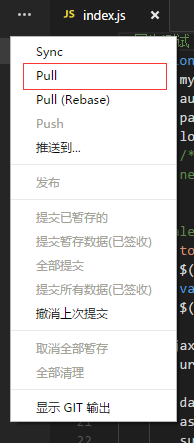 JS index.js
Sync
Pull
Pull (Rebase)
Push
推送到...
发布
提交已暂存的
提交暂存数据(已签收)
全部提交
提交所有数据(已签收)
撤消上次提交
取消全部暂存
全部清理
显示 GIT 输出
21
22